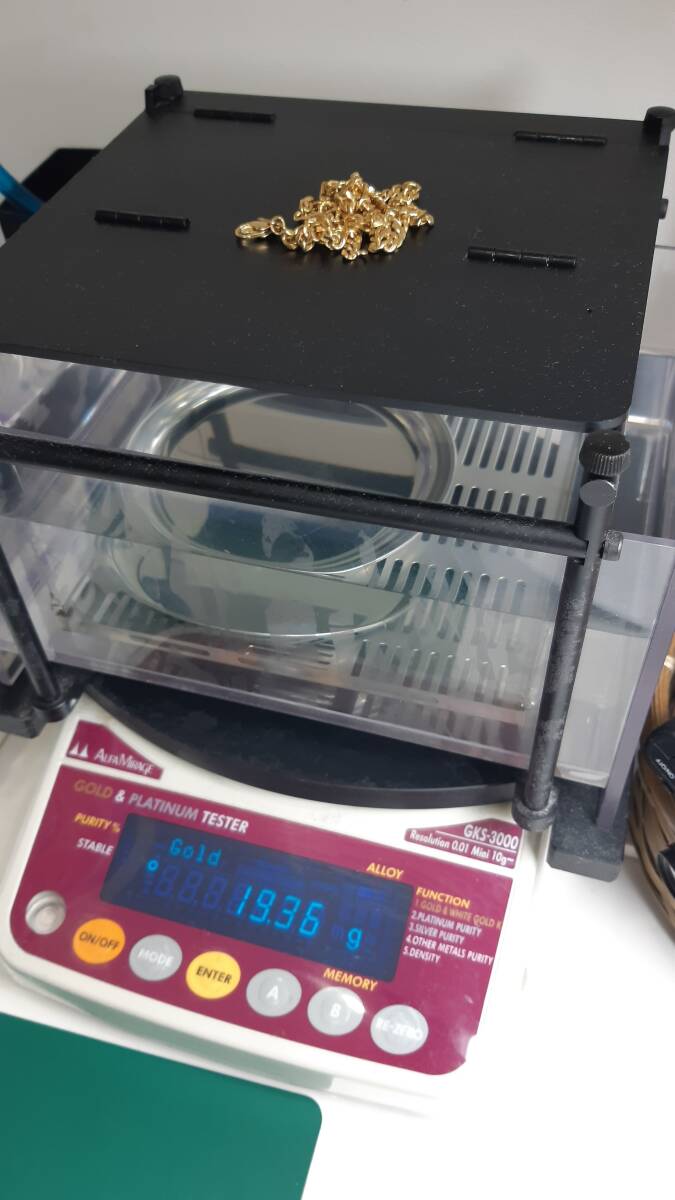 ALFAMIRAGE
GOLD & PLATINUM TESTER
GKS-3000
Resolution 0.01 Mini 10g
PURITY%
STABLE
Gold
19.36 g
ALLOY
FUNCTION
1 GOLD & WHITE GOLD K
2.PLATINUM PURITY
3.SILVER PURITY
4.OTHER METALS PURITY
5.DENSITY
MEMORY
ON/OFF
MODE
ENTER
A
B
RE-ZERO
ON/OFF